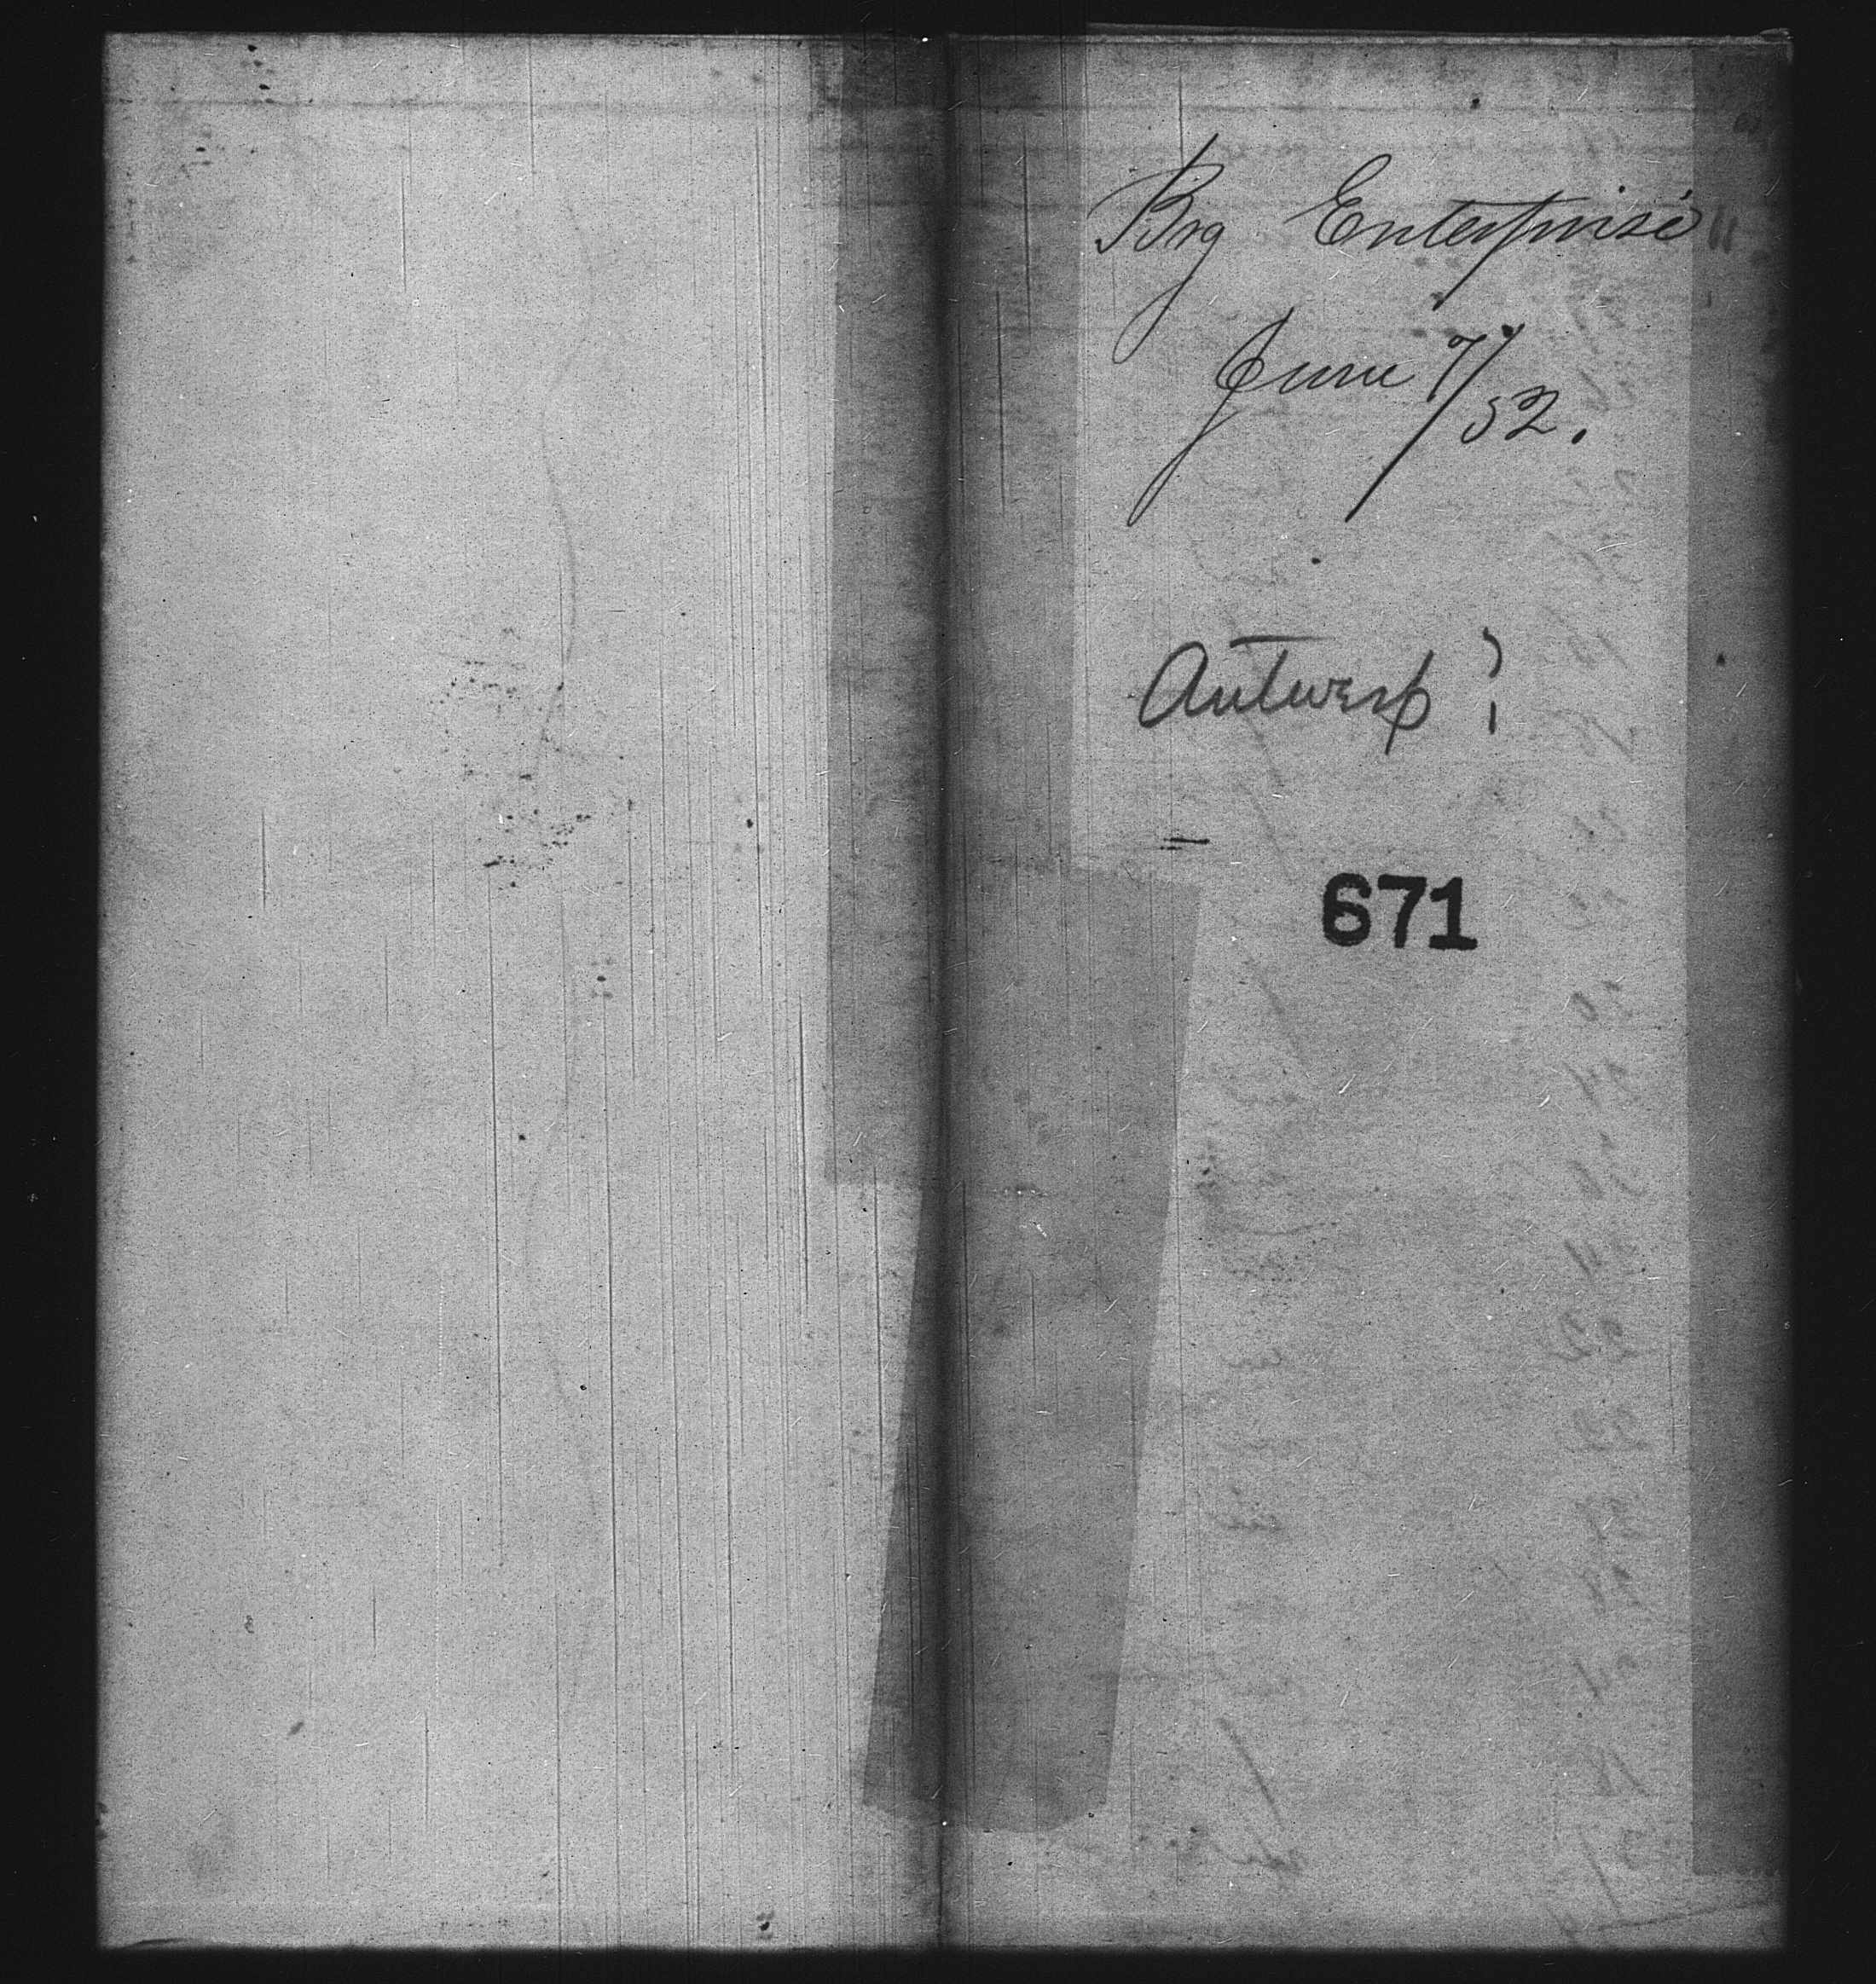 Brg Enterprise
June 7/52.
Antwerp?
671